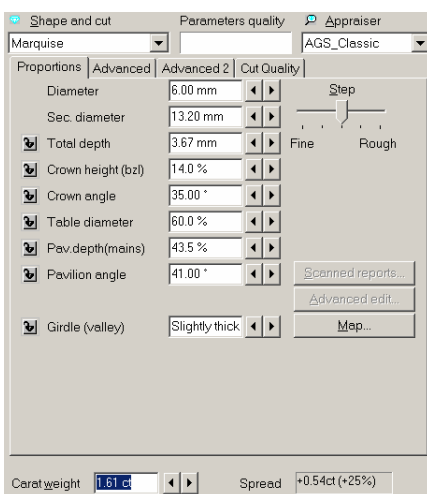 Shape and cut Parameters quality Appraiser
Marquise AGS_Classic
Proportions Advanced Advanced 2 Cut Quality
Diameter 6.00 mm Step
Sec. diameter 13.20 mm
Total depth 3.67 mm Fine Rough
Crown height (bzl) 14.0 %
Crown angle 35.00 °
Table diameter 60.0 %
Pav.depth(mains) 43.5 %
Pavilion angle 41.00 ° Scanned reports...
Advanced edit...
Girdle (valley) Slightly thick Map...
Carat weight 1.61 ct Spread +0.54ct (+25%)